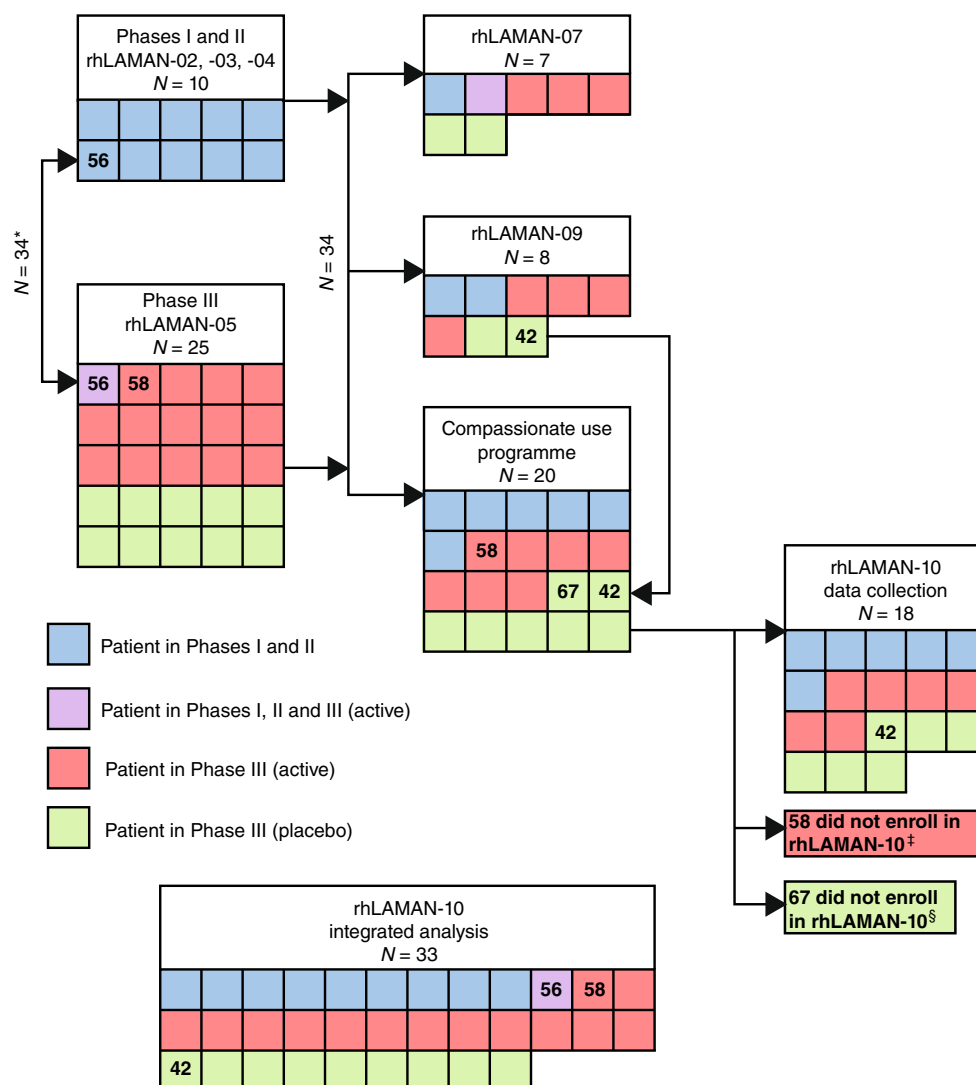 Phases I and II
rhLAMAN-02, -03, -04
N = 10
56
N = 34*
Phase III
rhLAMAN-05
N = 25
56 58
N = 34
rhLAMAN-07
N = 7
rhLAMAN-09
N = 8
42
Compassionate use
programme
N = 20
58
67 42
rhLAMAN-10
data collection
N = 18
42
58 did not enroll in
rhLAMAN-10‡
67 did not enroll
in rhLAMAN-10§
Patient in Phases I and II
Patient in Phases I, II and III (active)
Patient in Phase III (active)
Patient in Phase III (placebo)
rhLAMAN-10
integrated analysis
N = 33
56 58
42